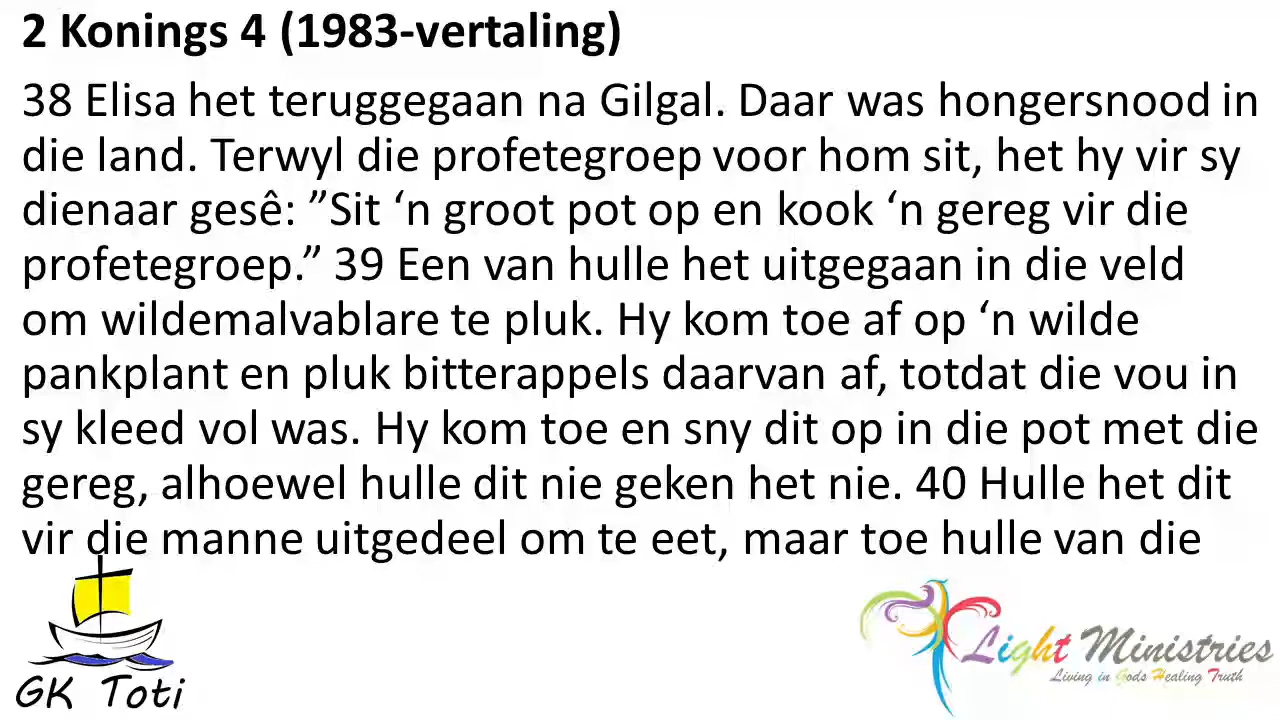 2 Konings 4 (1983-vertaling)
38 Elisa het teruggegaan na Gilgal. Daar was hongersnood in
die land. Terwyl die profetegroep voor hom sit, het hy vir sy
dienaar gesê: ”Sit ‘n groot pot op en kook ‘n gereg vir die
profetegroep.” 39 Een van hulle het uitgegaan in die veld
om wildemalvablare te pluk. Hy kom toe af op ‘n wilde
pankplant en pluk bitterappels daarvan af, totdat die vou in
sy kleed vol was. Hy kom toe en sny dit op in die pot met die
gereg, alhoewel hulle dit nie geken het nie. 40 Hulle het dit
vir die manne uitgedeel om te eet, maar toe hulle van die
GK Toti
Light Ministries
Living in Gods Healing Truth